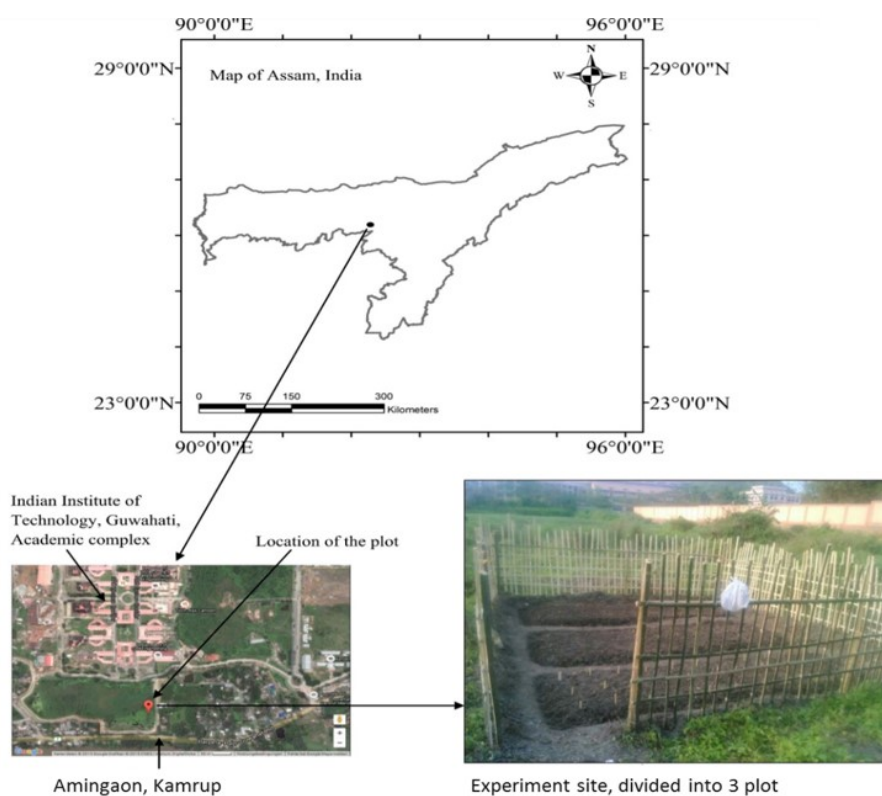 90°0'0"E
96°0'0"E
29°0'0"N
29°0'0"N
Map of Assam, India
N
W
E
S
0
75
150
300
Kilometers
23°0'0"N
23°0'0"N
90°0'0"E
96°0'0"E
Indian Institute of
Technology, Guwahati,
Academic complex
Location of the plot
Amingaon, Kamrup
Experiment site, divided into 3 plot